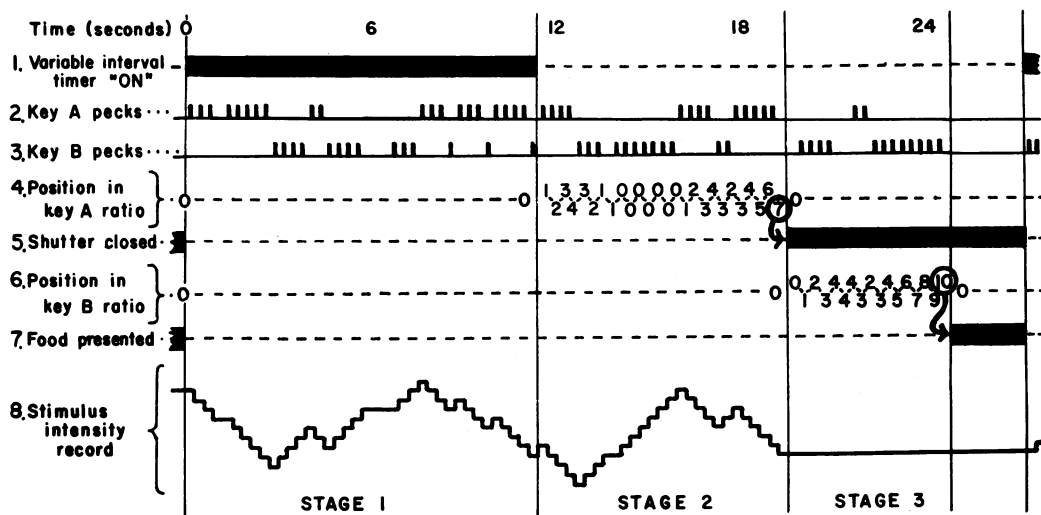 Time (seconds) 0 6 12 18 24
1. Variable interval
timer "ON"
2. Key A pecks
3. Key B pecks
4. Position in
key A ratio
0 0 1 3 3 1 0 0 0 0 2 4 2 4 6 0
2 4 2 1 0 0 0 1 3 3 3 5 7
5. Shutter closed
6. Position in
key B ratio
0 0 0 2 4 4 2 4 6 8 10 0
1 3 4 3 3 5 7 9
7. Food presented
8. Stimulus
intensity
record
STAGE 1 STAGE 2 STAGE 3